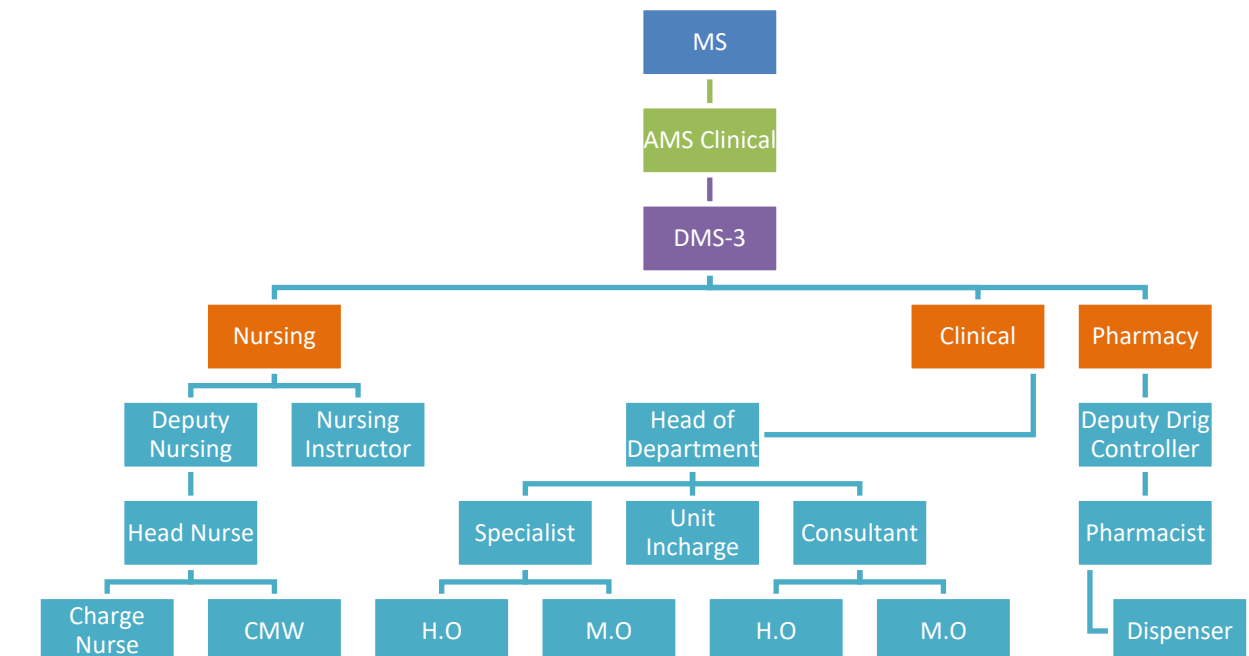 MS
AMS Clinical
DMS-3
Nursing
Clinical
Pharmacy
Deputy
Nursing
Nursing
Instructor
Head of
Department
Deputy Drig
Controller
Head Nurse
Specialist
Unit
Incharge
Consultant
Pharmacist
Charge
Nurse
CMW
H.O
M.O
H.O
M.O
Dispenser